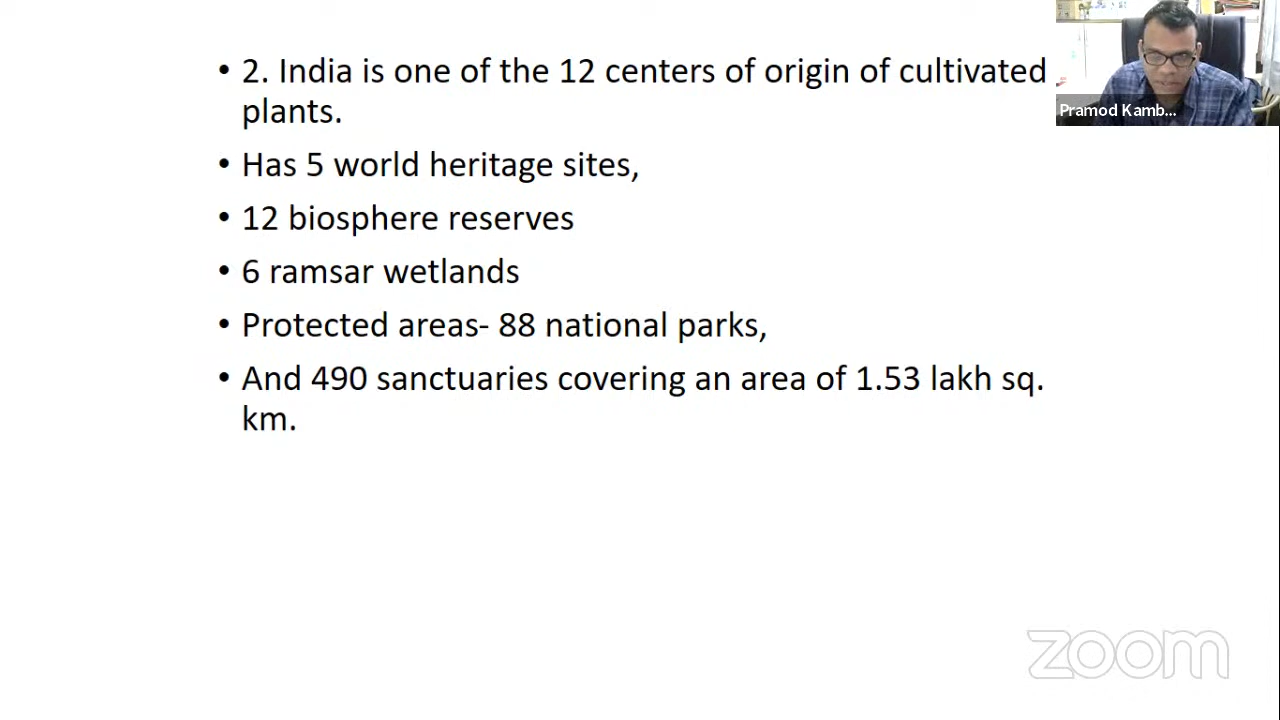 • 2. India is one of the 12 centers of origin of cultivated
plants.
• Has 5 world heritage sites,
• 12 biosphere reserves
• 6 ramsar wetlands
• Protected areas- 88 national parks,
• And 490 sanctuaries covering an area of 1.53 lakh sq.
km.
Pramod Kamb...
zoom